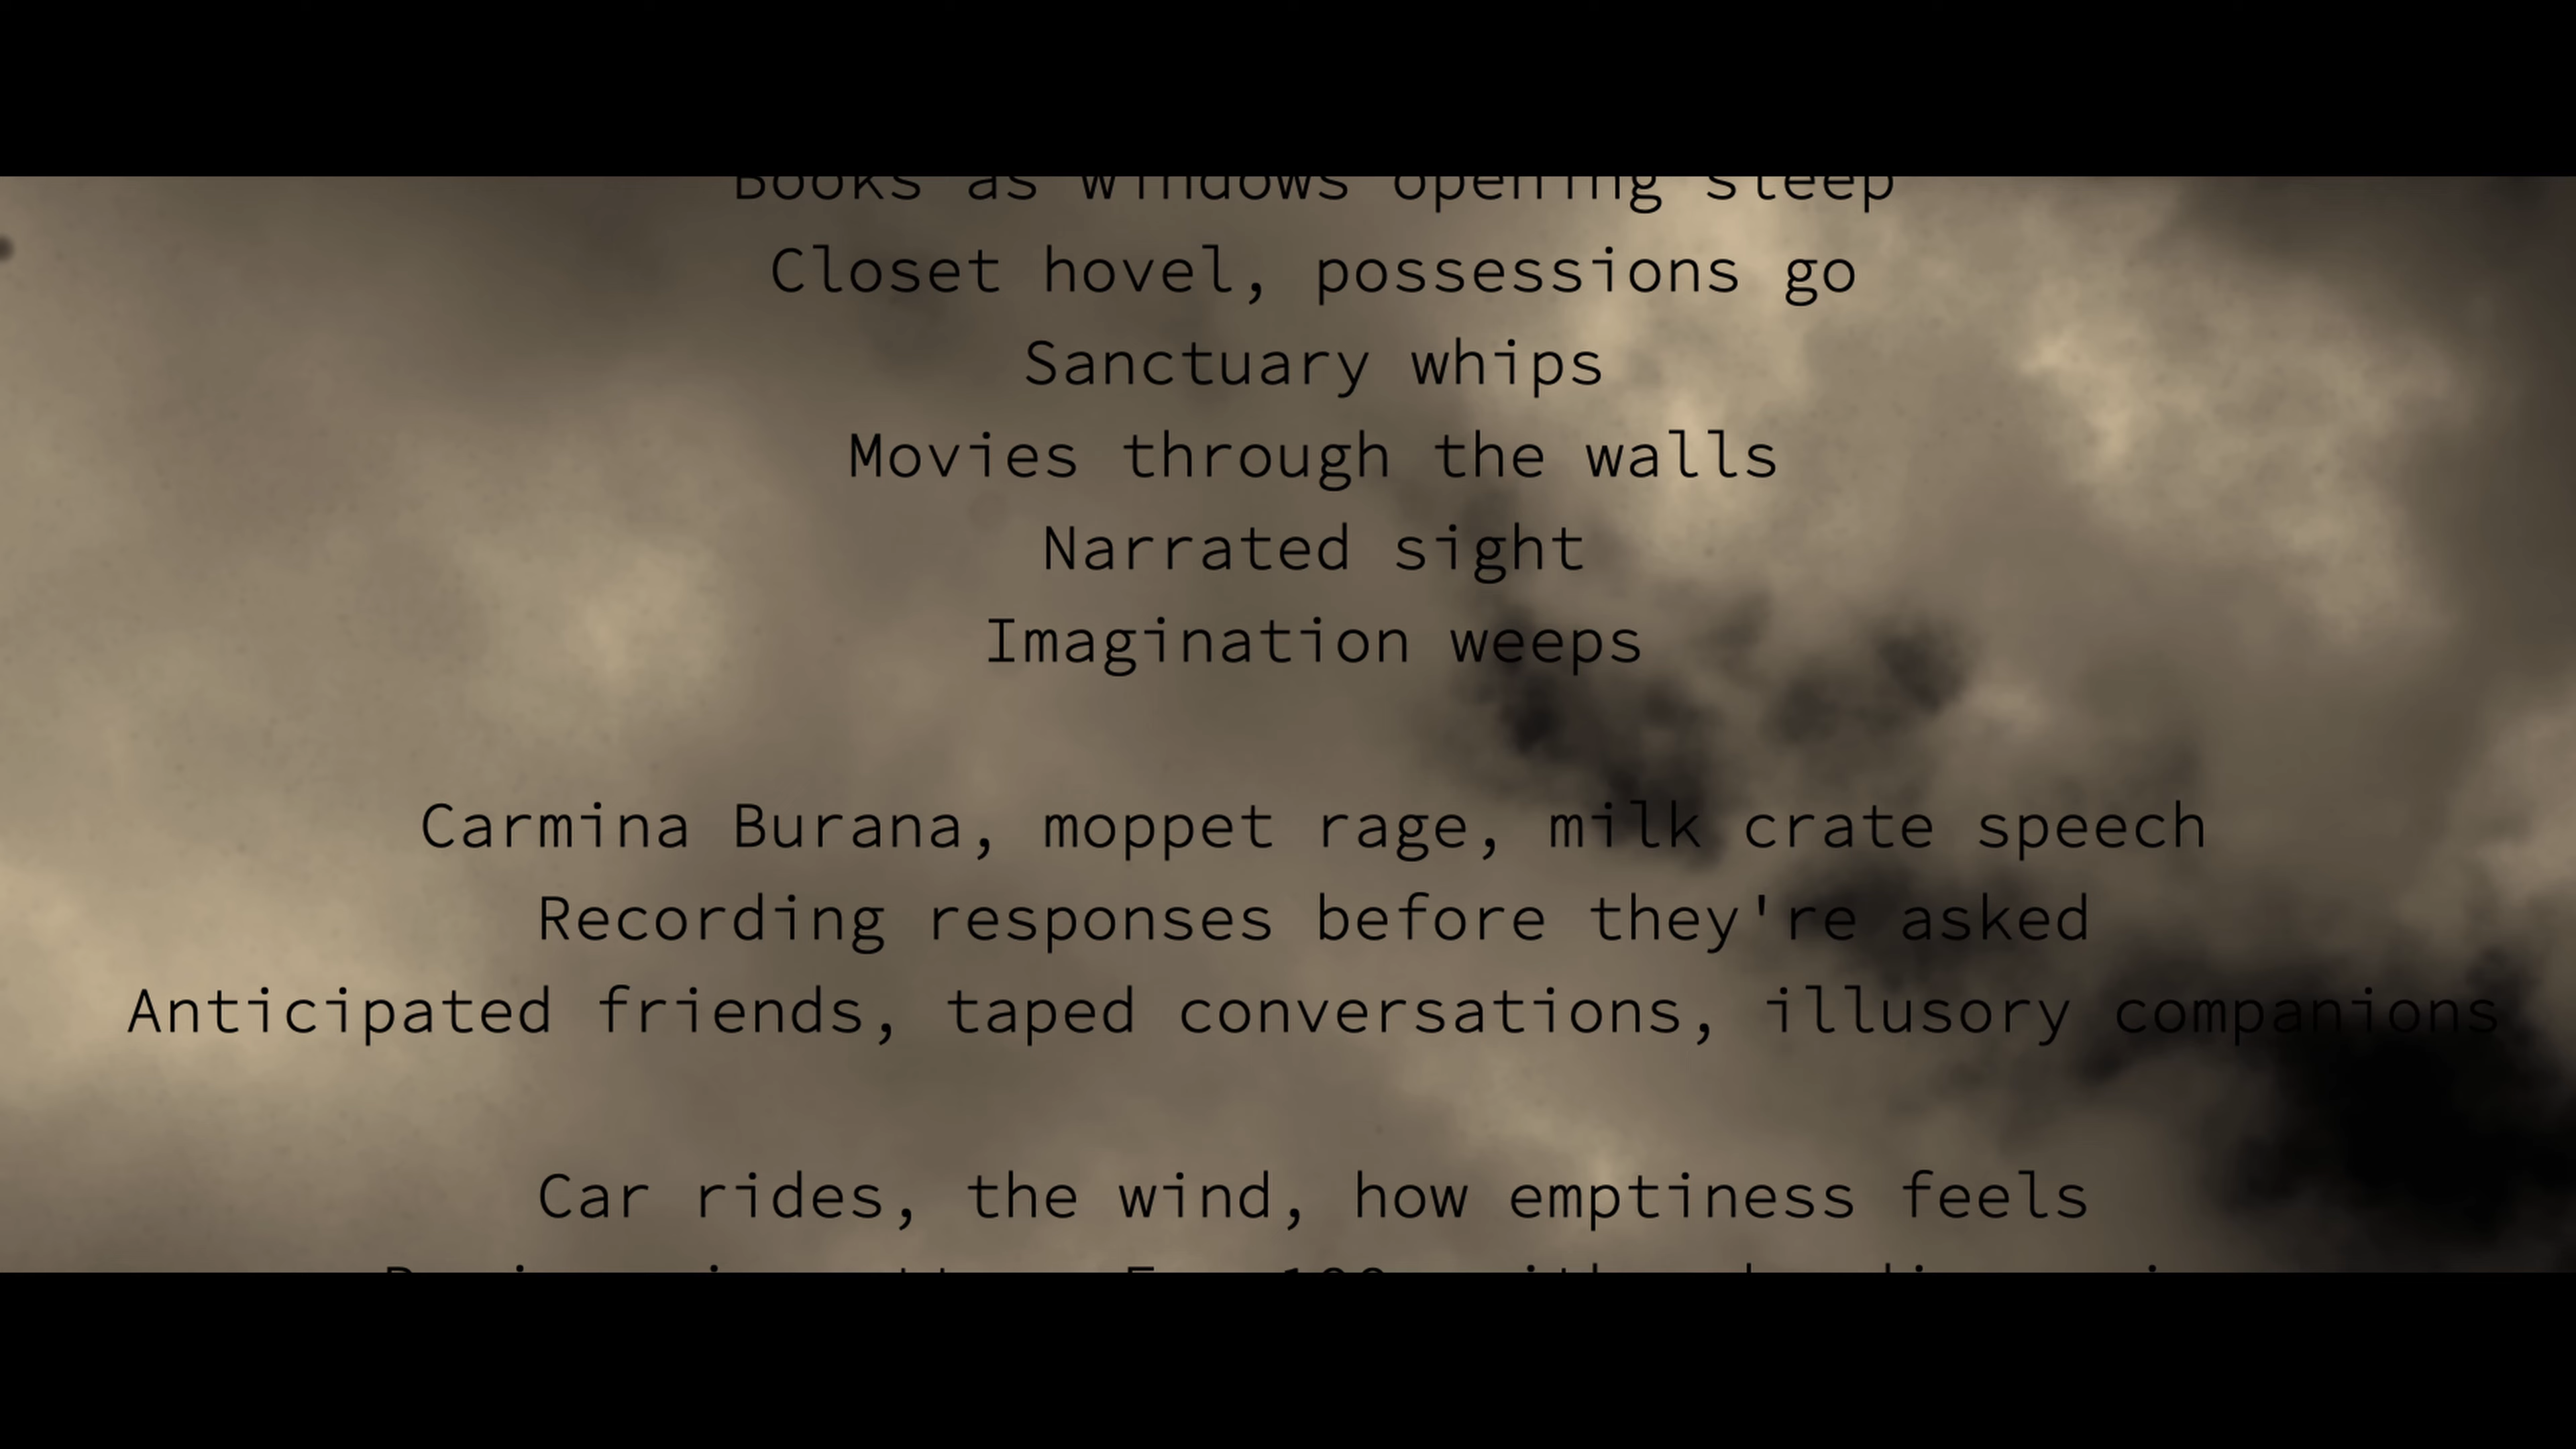 Books as windows opening sleep
Closet hovel, possessions go
Sanctuary whips
Movies through the walls
Narrated sight
Imagination weeps
Carmina Burana, moppet rage, milk crate speech
Recording responses before they're asked
Anticipated friends, taped conversations, illusory companions
Car rides, the wind, how emptiness feels